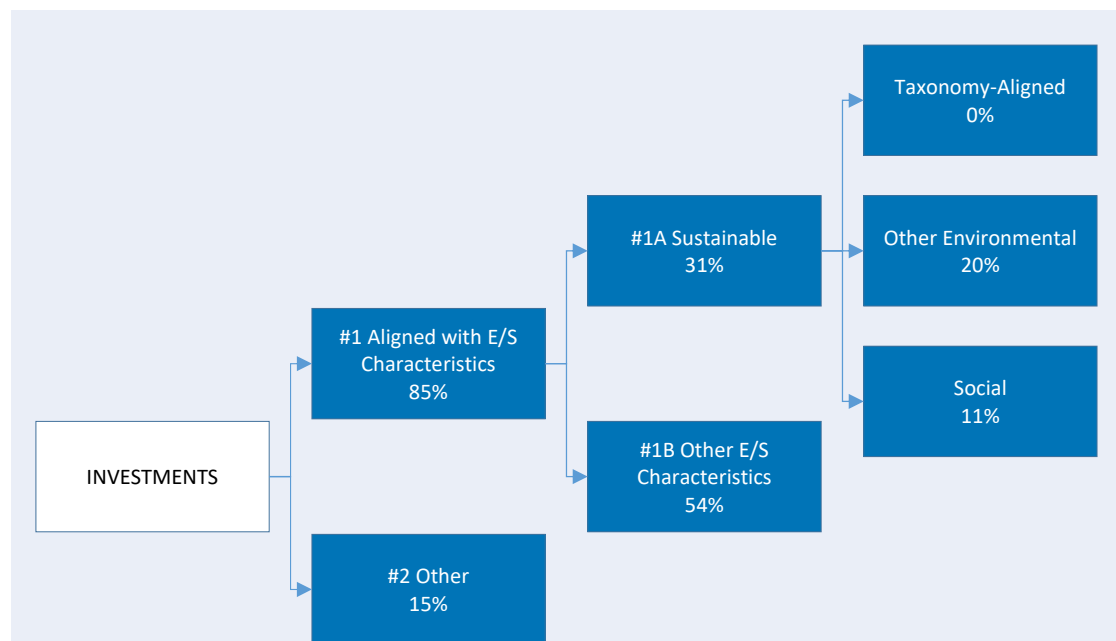 Taxonomy-Aligned
0%
#1A Sustainable
31%
Other Environmental
20%
#1 Aligned with E/S
Characteristics
85%
Social
11%
INVESTMENTS
#1B Other E/S
Characteristics
54%
#2 Other
15%